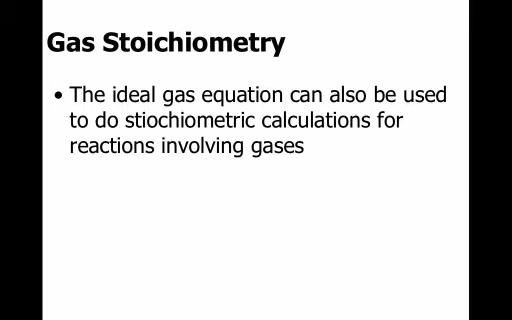 Gas Stoichiometry
• The ideal gas equation can also be used
to do stiochiometric calculations for
reactions involving gases